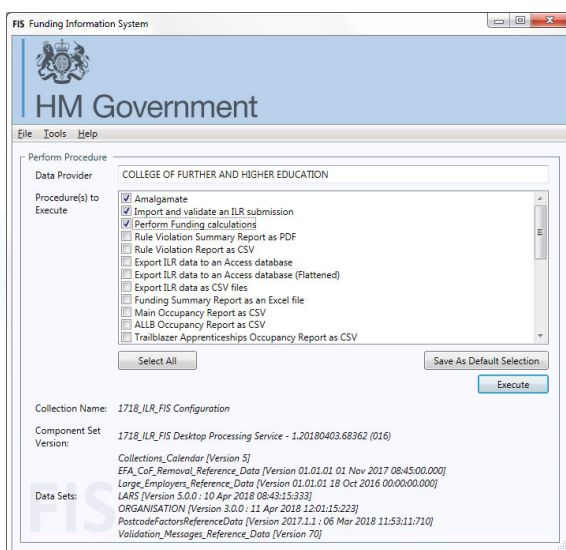 FIS Funding Information System
HM Government
File Tools Help
Perform Procedure
Data Provider COLLEGE OF FURTHER AND HIGHER EDUCATION
Procedure(s) to Execute
Amalgamate
Import and validate an ILR submission
Perform Funding calculations
Rule Violation Summary Report as PDF
Rule Violation Report as CSV
Export ILR data to an Access database
Export ILR data to an Access database (Flattened)
Export ILR data as CSV files
Funding Summary Report as an Excel file
Main Occupancy Report as CSV
ALLB Occupancy Report as CSV
Trailblazer Apprenticeships Occupancy Report as CSV
Select All Save As Default Selection
Execute
Collection Name: 1718_ILR_FIS Configuration
Component Set Version: 1718_ILR_FIS Desktop Processing Service - 1.20180403.68362 (016)
Data Sets:
Collections_Calendar [Version 5]
EFA_CoF_Removal_Reference_Data [Version 01.01.01 01 Nov 2017 08:45:00.000]
Large_Employers_Reference_Data [Version 01.01.01 18 Oct 2016 00:00:00.000]
LARS [Version 5.0.0 : 10 Apr 2018 08:43:15:333]
ORGANISATION [Version 3.0.0 : 11 Apr 2018 12:01:15:223]
PostcodeFactorsReferenceData [Version 2017.1.1 : 06 Mar 2018 11:53:11:710]
Validation_Messages_Reference_Data [Version 70]
FIS